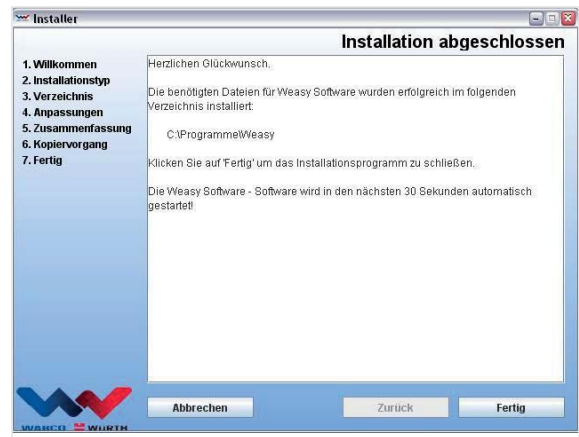 Installer
Installation abgeschlossen
1. Willkommen
2. Installationstyp
3. Verzeichnis
4. Anpassungen
5. Zusammenfassung
6. Kopiervorgang
7. Fertig
Herzlichen Glückwunsch.
Die benötigten Dateien für Weasy Software wurden erfolgreich im folgenden
Verzeichnis installiert:
C:\Programme\Weasy
Klicken Sie auf 'Fertig' um das Installationsprogramm zu schließen.
Die Weasy Software - Software wird in den nächsten 30 Sekunden automatisch
gestartet!
WABCO WÜRTH
Abbrechen
Zurück
Fertig